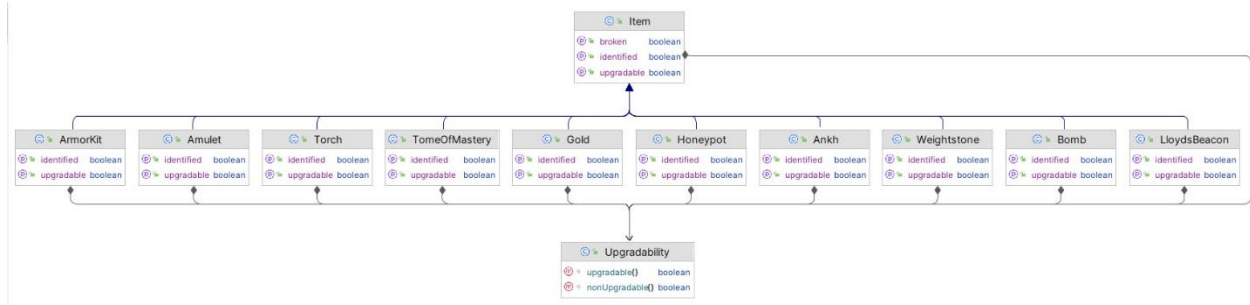 Item
broken boolean
identified boolean
upgradable boolean
ArmorKit
identified boolean
upgradable boolean
Amulet
identified boolean
upgradable boolean
Torch
identified boolean
upgradable boolean
TomeOfMastery
identified boolean
upgradable boolean
Gold
identified boolean
upgradable boolean
Honeypot
identified boolean
upgradable boolean
Ankh
identified boolean
upgradable boolean
Weightstone
identified boolean
upgradable boolean
Bomb
identified boolean
upgradable boolean
LloydsBeacon
identified boolean
upgradable boolean
Upgradability
upgradable() boolean
nonUpgradable() boolean